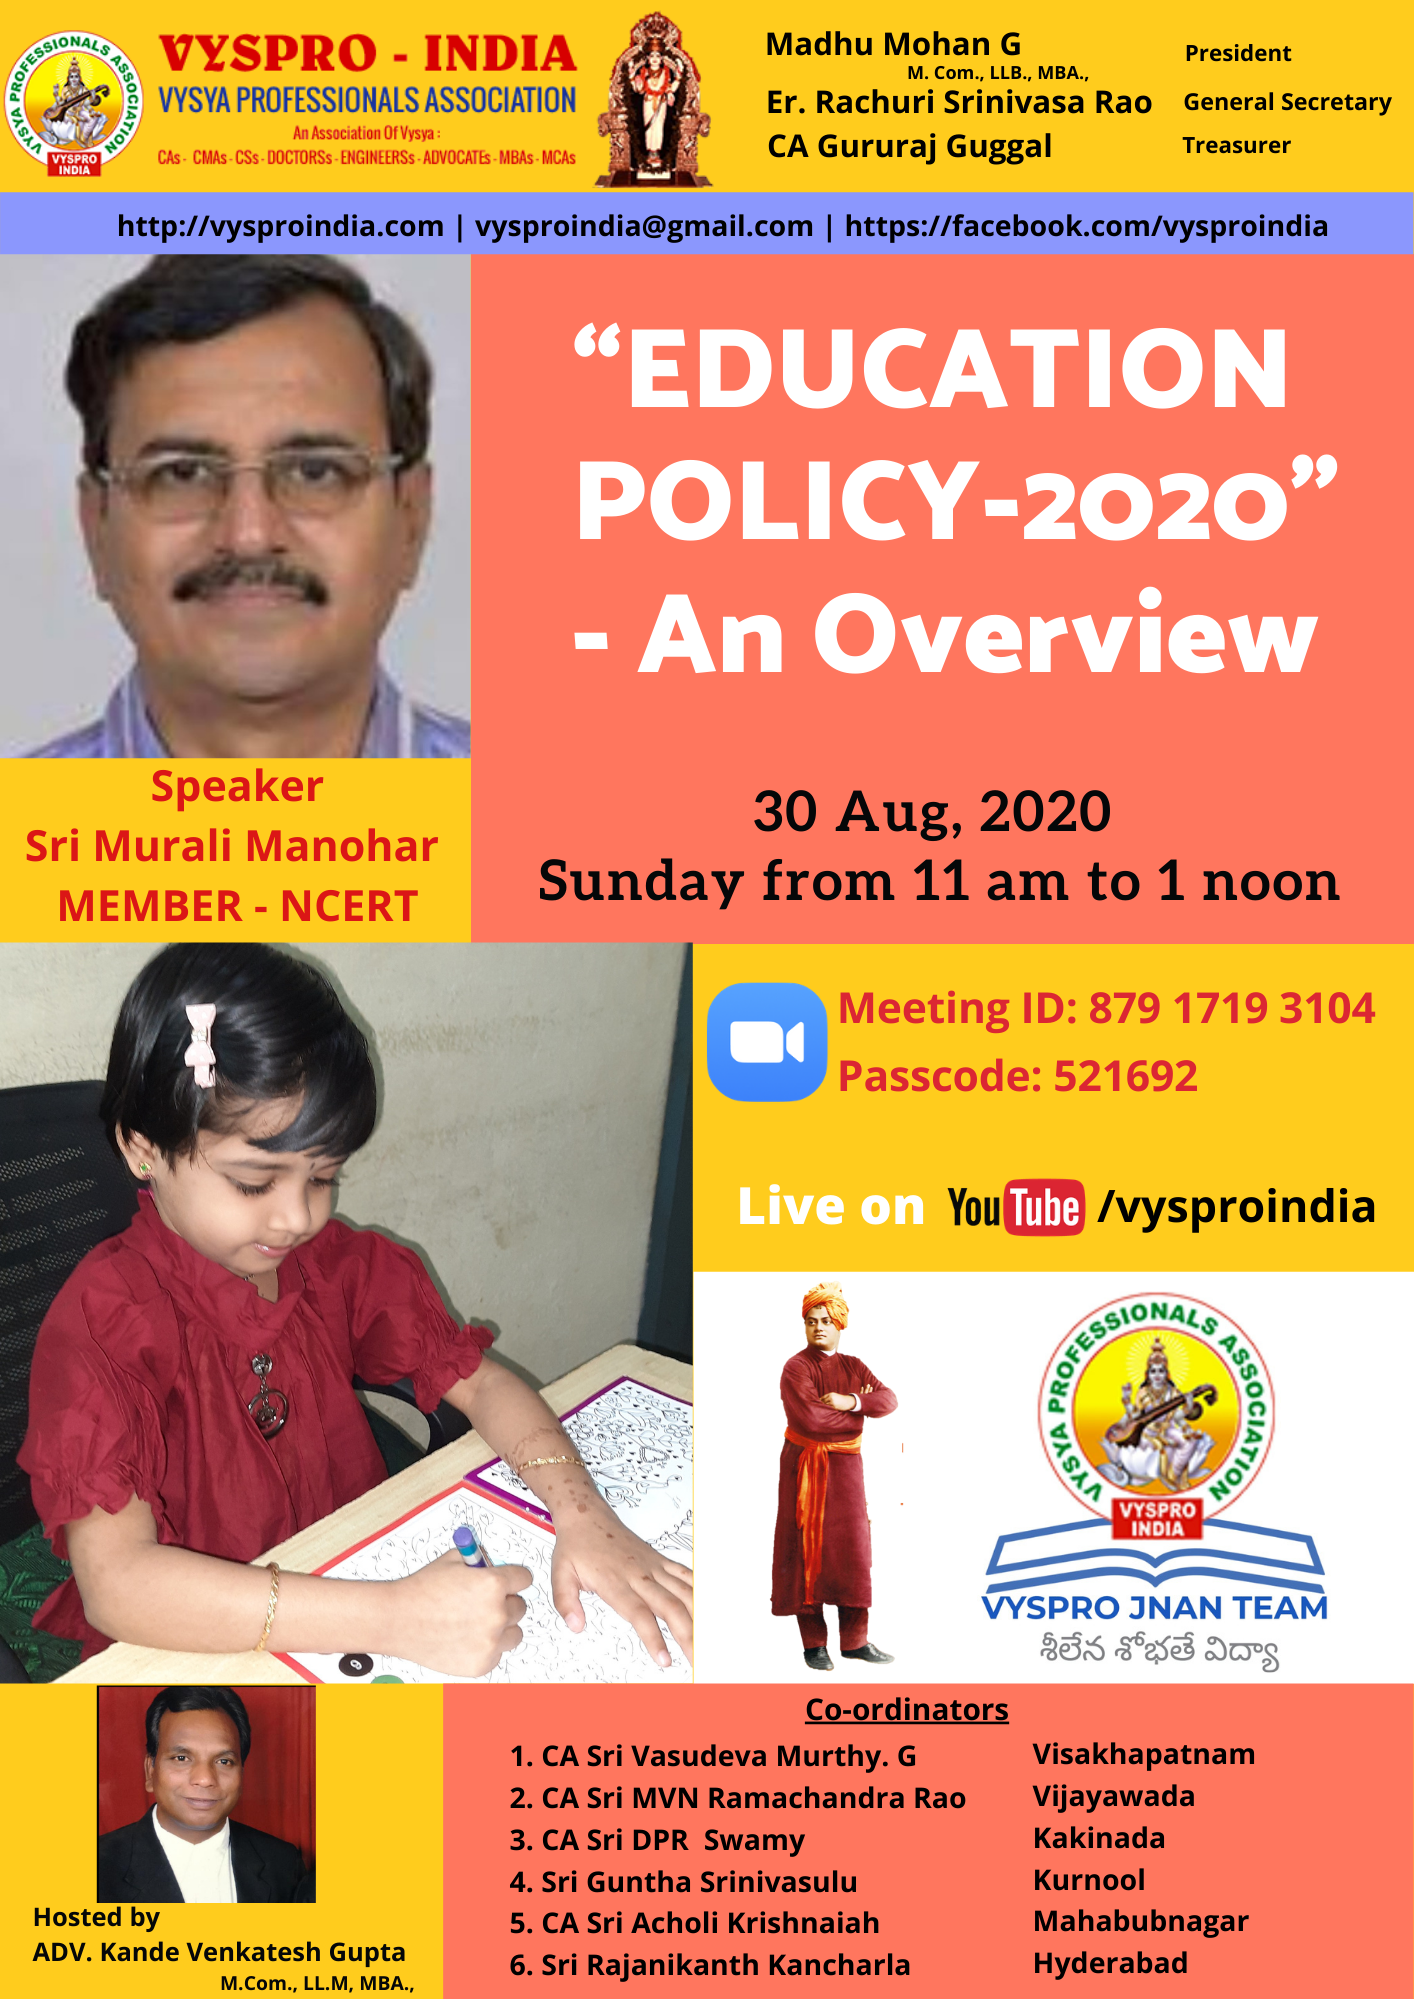 VYSYA PROFESSIONALS ASSOCIATION
VYSPRO
INDIA
VYSPRO - INDIA
VYSYA PROFESSIONALS ASSOCIATION
An Association Of Vysya :
CAs - CMAs - CSs - DOCTORSs - ENGINEERSs - ADVOCATEs - MBAs - MCAs
Madhu Mohan G President
M. Com., LLB., MBA.,
Er. Rachuri Srinivasa Rao General Secretary
CA Gururaj Guggal Treasurer
http://vysproindia.com | vysproindia@gmail.com | https://facebook.com/vysproindia
“EDUCATION
POLICY-2020”
- An Overview
30 Aug, 2020
Sunday from 11 am to 1 noon
Speaker
Sri Murali Manohar
MEMBER - NCERT
Meeting ID: 879 1719 3104
Passcode: 521692
Live on YouTube /vysproindia
VYSYA PROFESSIONALS ASSOCIATION
VYSPRO
INDIA
VYSPRO JNAN TEAM
శీలేన శోభతే విద్యా
9
Hosted by
ADV. Kande Venkatesh Gupta
M.Com., LL.M, MBA.,
Co-ordinators
1. CA Sri Vasudeva Murthy. G Visakhapatnam
2. CA Sri MVN Ramachandra Rao Vijayawada
3. CA Sri DPR  Swamy Kakinada
4. Sri Guntha Srinivasulu Kurnool
5. CA Sri Acholi Krishnaiah Mahabubnagar
6. Sri Rajanikanth Kancharla Hyderabad